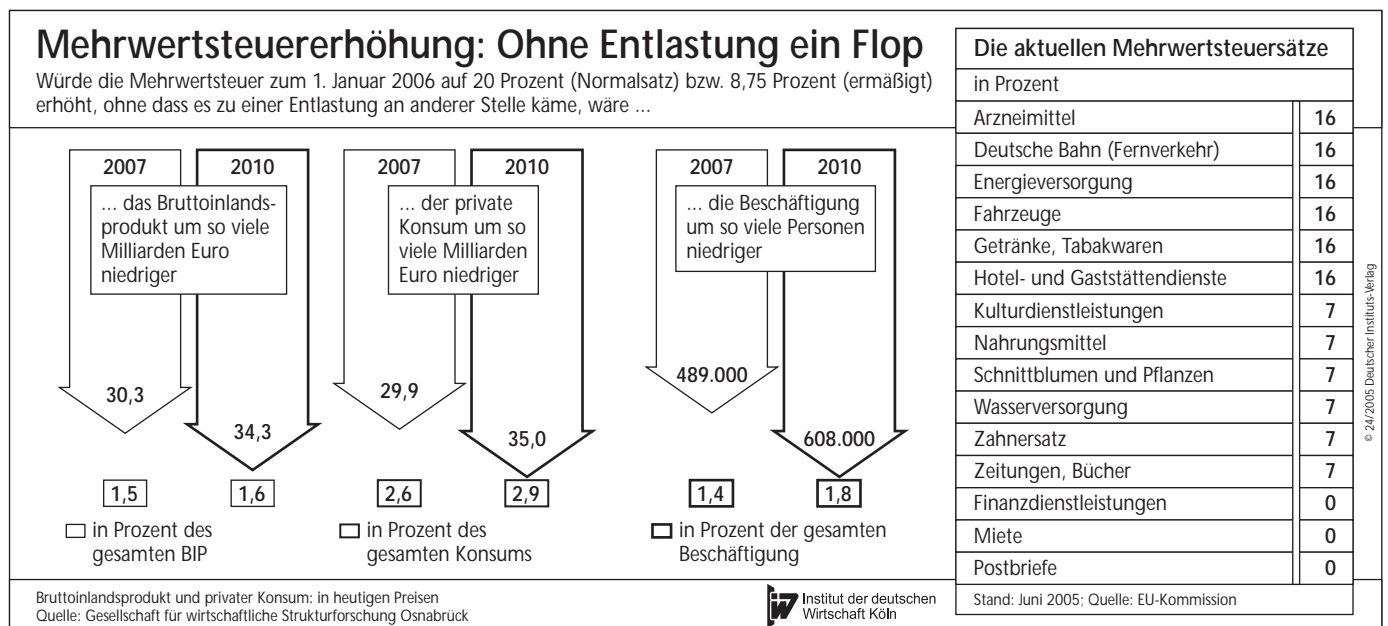 Mehrwertsteuererhöhung: Ohne Entlastung ein Flop
Würde die Mehrwertsteuer zum 1. Januar 2006 auf 20 Prozent (Normalsatz) bzw. 8,75 Prozent (ermäßigt)
erhöht, ohne dass es zu einer Entlastung an anderer Stelle käme, wäre ...
2007 2010
... das Bruttoinlands-
produkt um so viele
Milliarden Euro
niedriger
30,3
34,3
1,5 1,6
in Prozent des
gesamten BIP
2007 2010
... der private
Konsum um so
viele Milliarden
Euro niedriger
29,9
35,0
2,6 2,9
in Prozent des
gesamten Konsums
2007 2010
... die Beschäftigung
um so viele Personen
niedriger
489.000
608.000
1,4 1,8
in Prozent der gesamten
Beschäftigung
Bruttoinlandsprodukt und privater Konsum: in heutigen Preisen
Quelle: Gesellschaft für wirtschaftliche Strukturforschung Osnabrück
iw Institut der deutschen
Wirtschaft Köln
Die aktuellen Mehrwertsteuersätze
in Prozent
Arzneimittel 16
Deutsche Bahn (Fernverkehr) 16
Energieversorgung 16
Fahrzeuge 16
Getränke, Tabakwaren 16
Hotel- und Gaststättendienste 16
Kulturdienstleistungen 7
Nahrungsmittel 7
Schnittblumen und Pflanzen 7
Wasserversorgung 7
Zahnersatz 7
Zeitungen, Bücher 7
Finanzdienstleistungen 0
Miete 0
Postbriefe 0
Stand: Juni 2005; Quelle: EU-Kommission
© 24/2005 Deutscher Instituts-Verlag